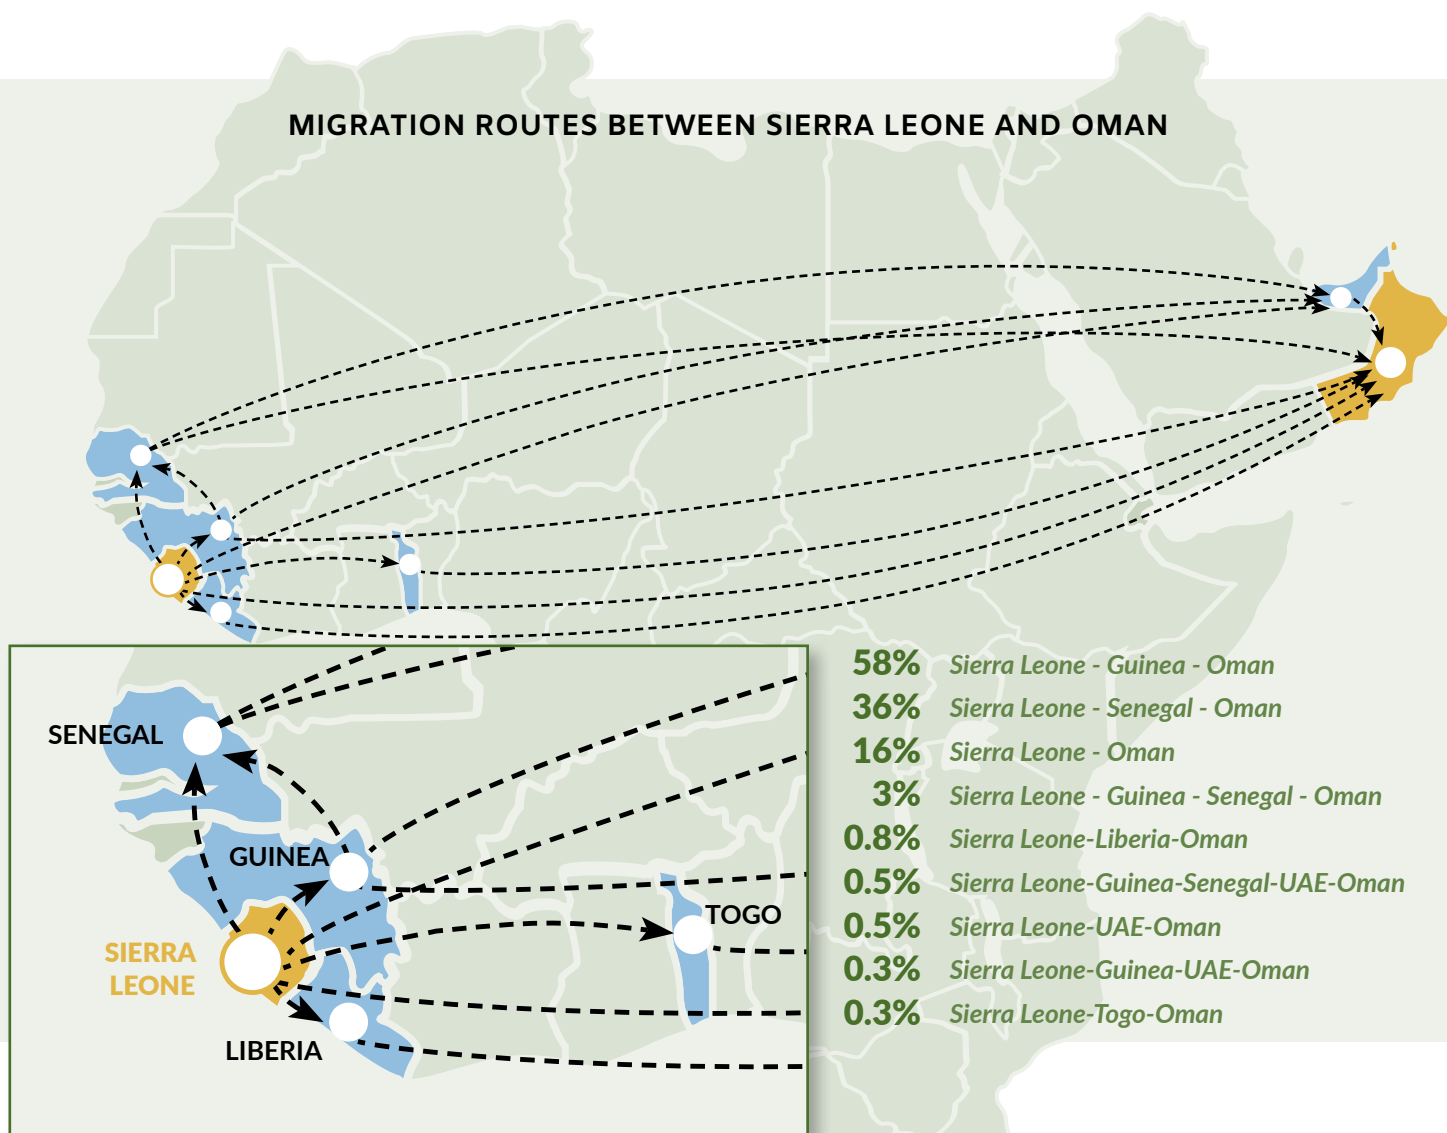 MIGRATION ROUTES BETWEEN SIERRA LEONE AND OMAN
SENEGAL
GUINEA
TOGO
SIERRA
LEONE
LIBERIA
58% Sierra Leone - Guinea - Oman
36% Sierra Leone - Senegal - Oman
16% Sierra Leone - Oman
3% Sierra Leone - Guinea - Senegal - Oman
0.8% Sierra Leone-Liberia-Oman
0.5% Sierra Leone-Guinea-Senegal-UAE-Oman
0.5% Sierra Leone-UAE-Oman
0.3% Sierra Leone-Guinea-UAE-Oman
0.3% Sierra Leone-Togo-Oman